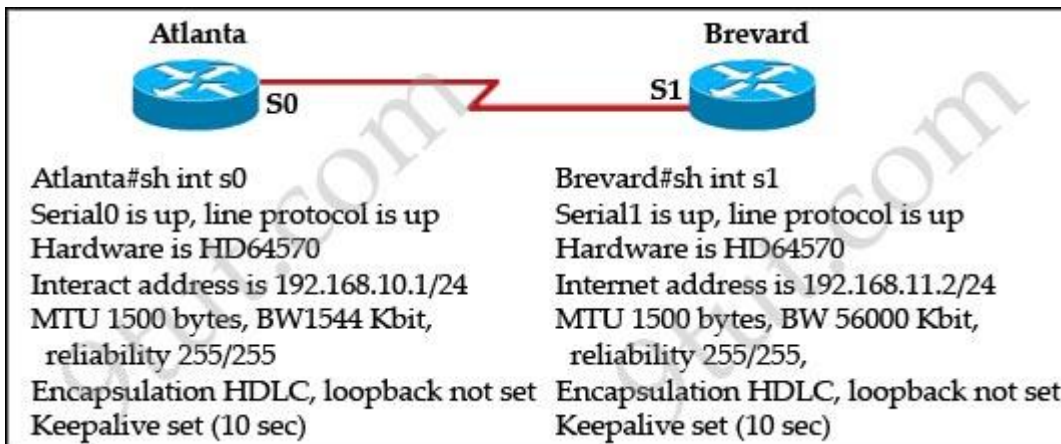 Atlanta
Brevard
S0
S1
Atlanta#sh int s0
Serial0 is up, line protocol is up
Hardware is HD64570
Interact address is 192.168.10.1/24
MTU 1500 bytes, BW1544 Kbit,
reliability 255/255
Encapsulation HDLC, loopback not set
Keepalive set (10 sec)
Brevard#sh int s1
Serial1 is up, line protocol is up
Hardware is HD64570
Internet address is 192.168.11.2/24
MTU 1500 bytes, BW 56000 Kbit,
reliability 255/255,
Encapsulation HDLC, loopback not set
Keepalive set (10 sec)
9tut.com
9tut.com